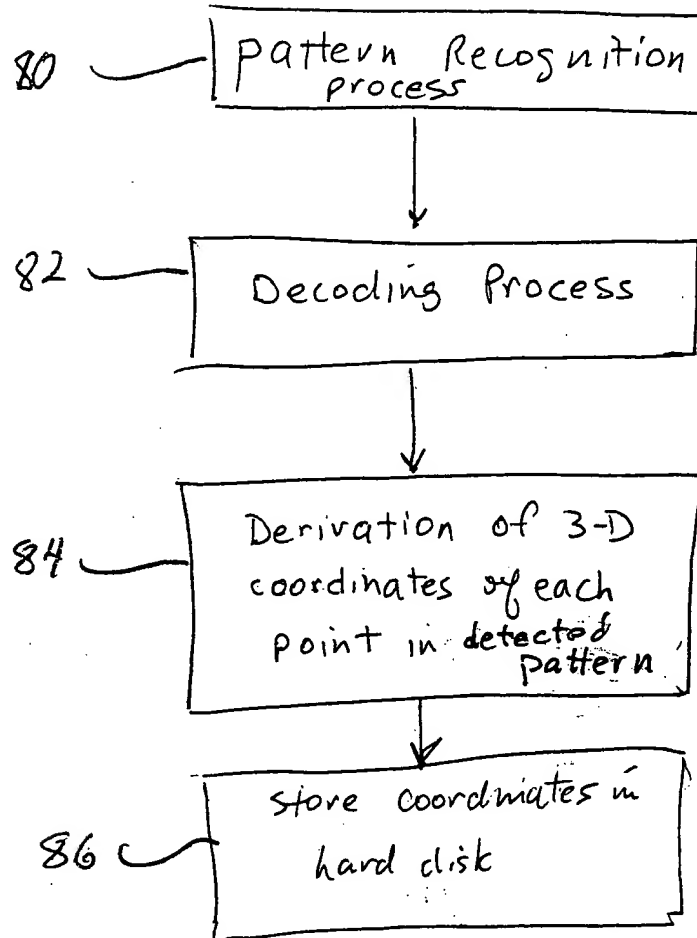 80
Pattern Recognition
process
82
Decoding Process
84
Derivation of 3-D
coordinates of each
point in detected
pattern
86
store coordinates in
hard disk